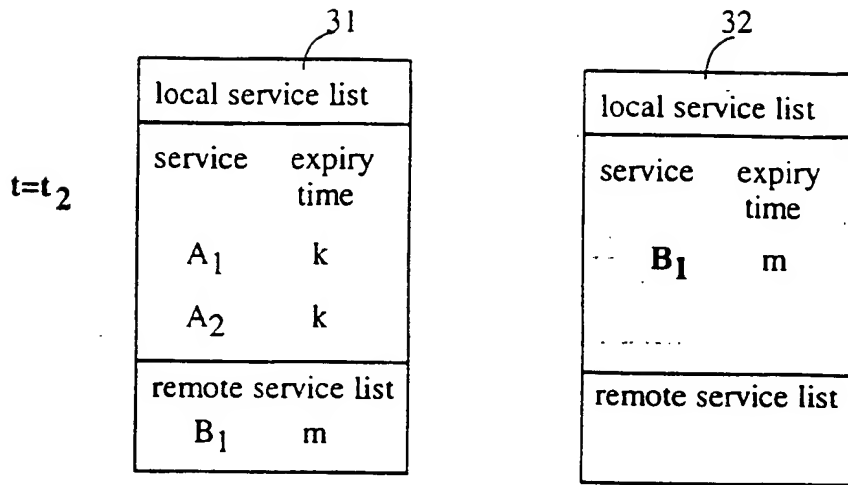 31
local service list
service expiry
time
A1 k
A2 k
remote service list
B1 m
t=t2
32
local service list
service expiry
time
B1 m
remote service list